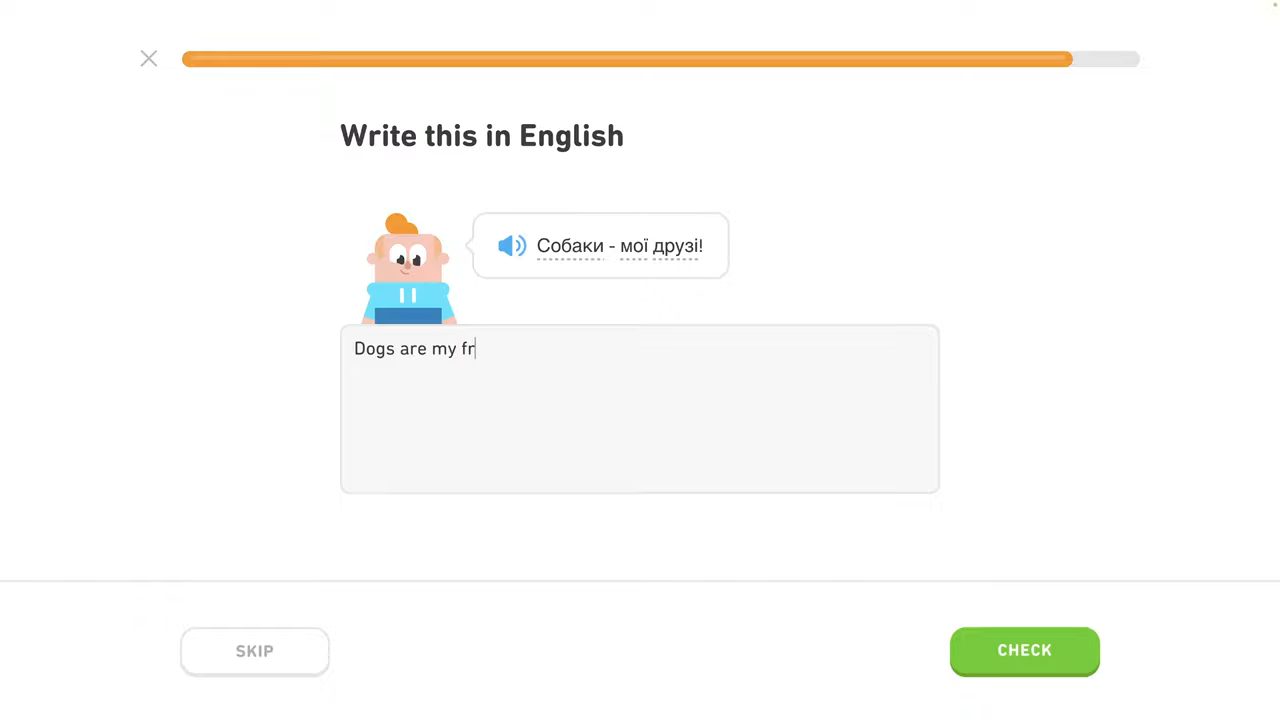 Write this in English
Собаки - мої друзі!
Dogs are my fr
SKIP
CHECK